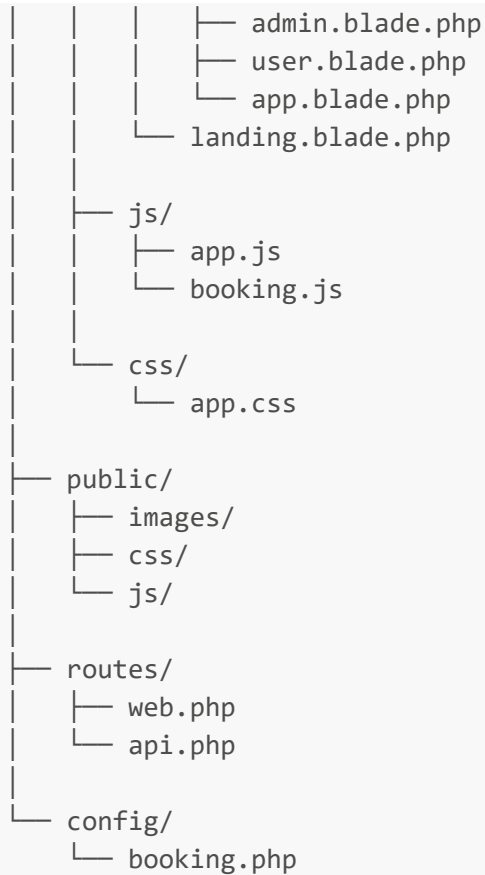 │   │   │   ├── admin.blade.php
│   │   │   ├── user.blade.php
│   │   │   └── app.blade.php
│   │   └── landing.blade.php
│   │
│   ├── js/
│   │   ├── app.js
│   │   └── booking.js
│   │
│   └── css/
│       └── app.css
│
├── public/
│   ├── images/
│   ├── css/
│   └── js/
│
├── routes/
│   ├── web.php
│   └── api.php
│
└── config/
    └── booking.php